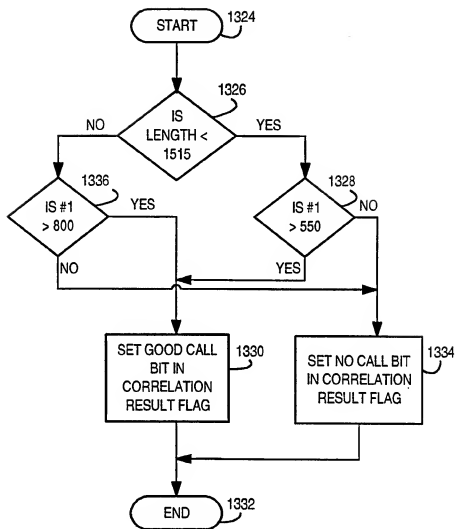 START
1324
IS
LENGTH <
1515
1326
NO
YES
1336
1328
IS #1
> 800
YES
IS #1
> 550
NO
NO
YES
SET GOOD CALL
BIT IN
CORRELATION
RESULT FLAG
1330
SET NO CALL BIT
IN CORRELATION
RESULT FLAG
1334
END
1332